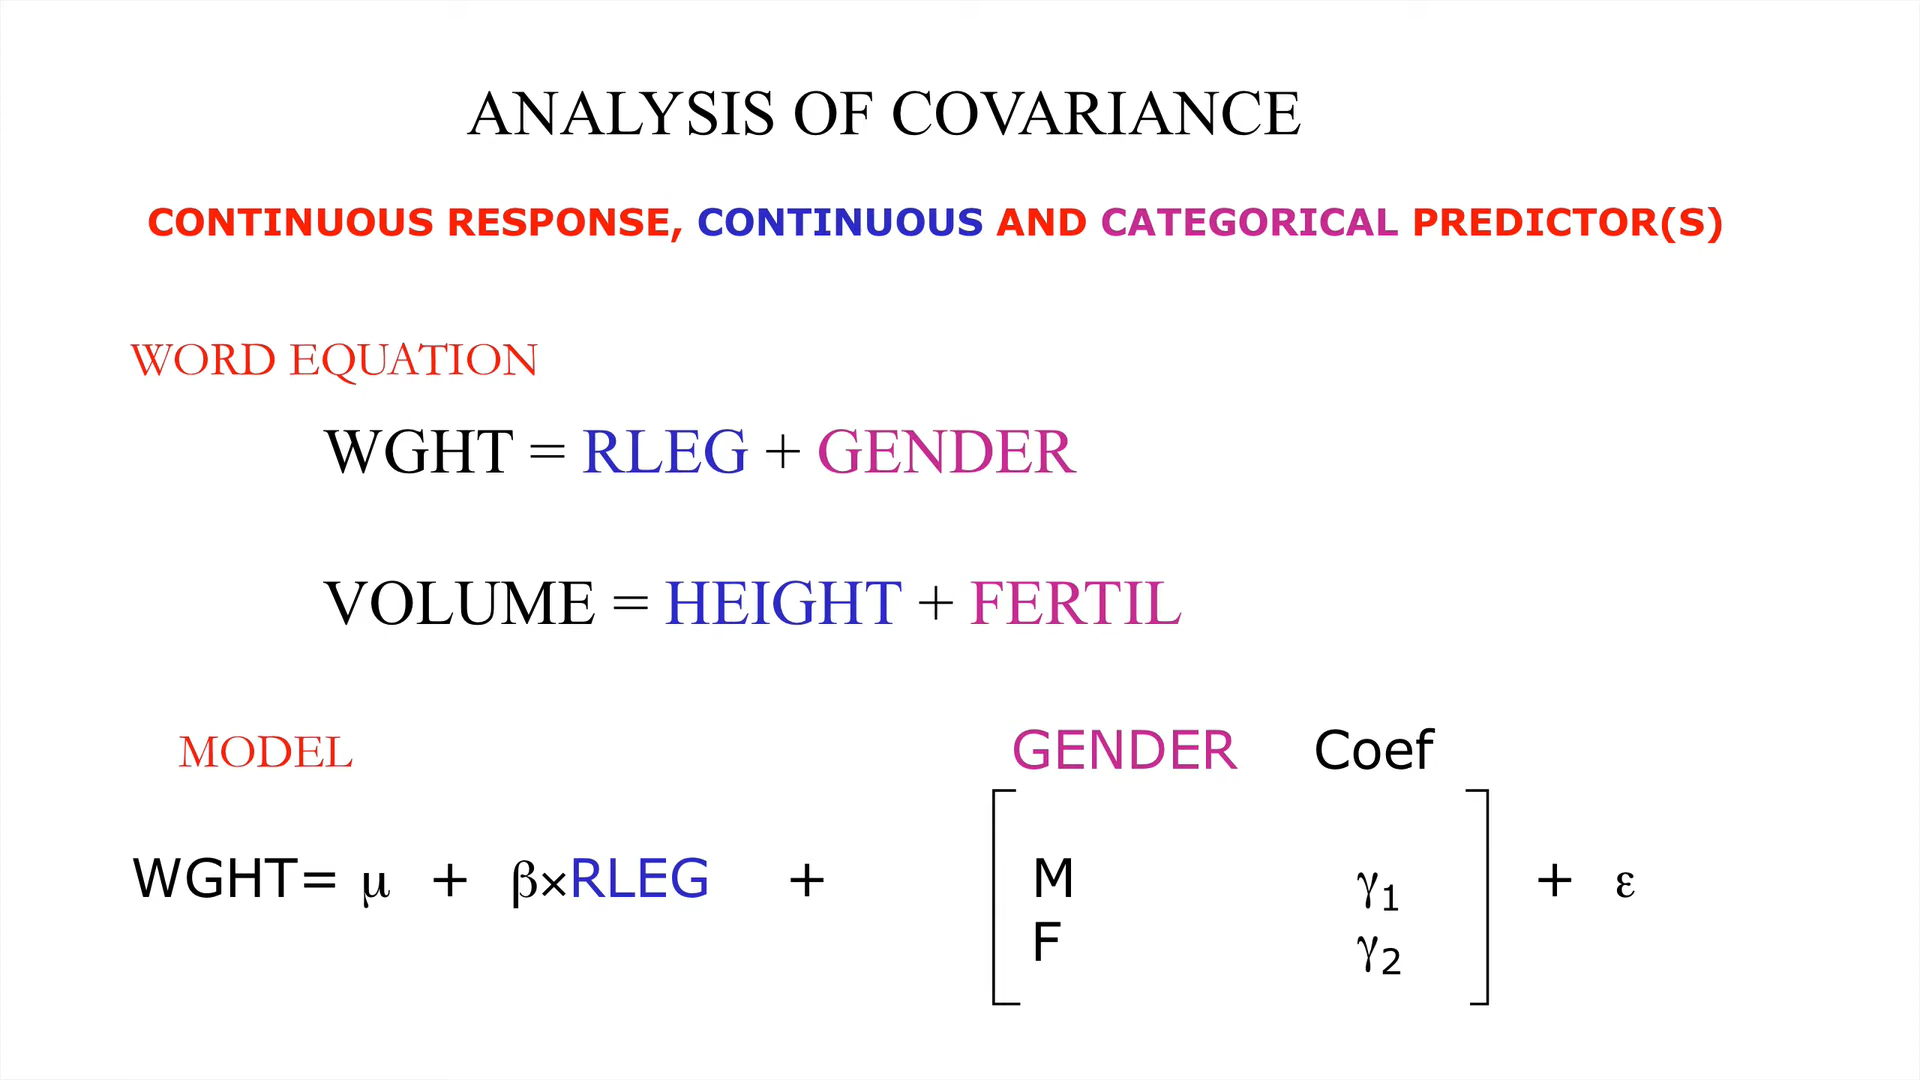 ANALYSIS OF COVARIANCE
CONTINUOUS RESPONSE, CONTINUOUS AND CATEGORICAL PREDICTOR(S)
WORD EQUATION
WGHT = RLEG + GENDER
VOLUME = HEIGHT + FERTIL
MODEL
GENDER Coef
WGHT= μ + β×RLEG + M γ₁ + ε
F γ₂